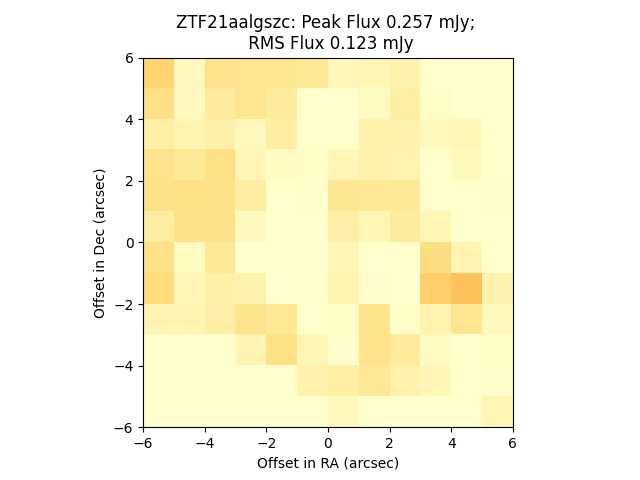 ZTF21aalgszc: Peak Flux 0.257 mJy;
RMS Flux 0.123 mJy
6
4
2
0
−2
−4
−6
Offset in Dec (arcsec)
−6 −4 −2 0 2 4 6
Offset in RA (arcsec)